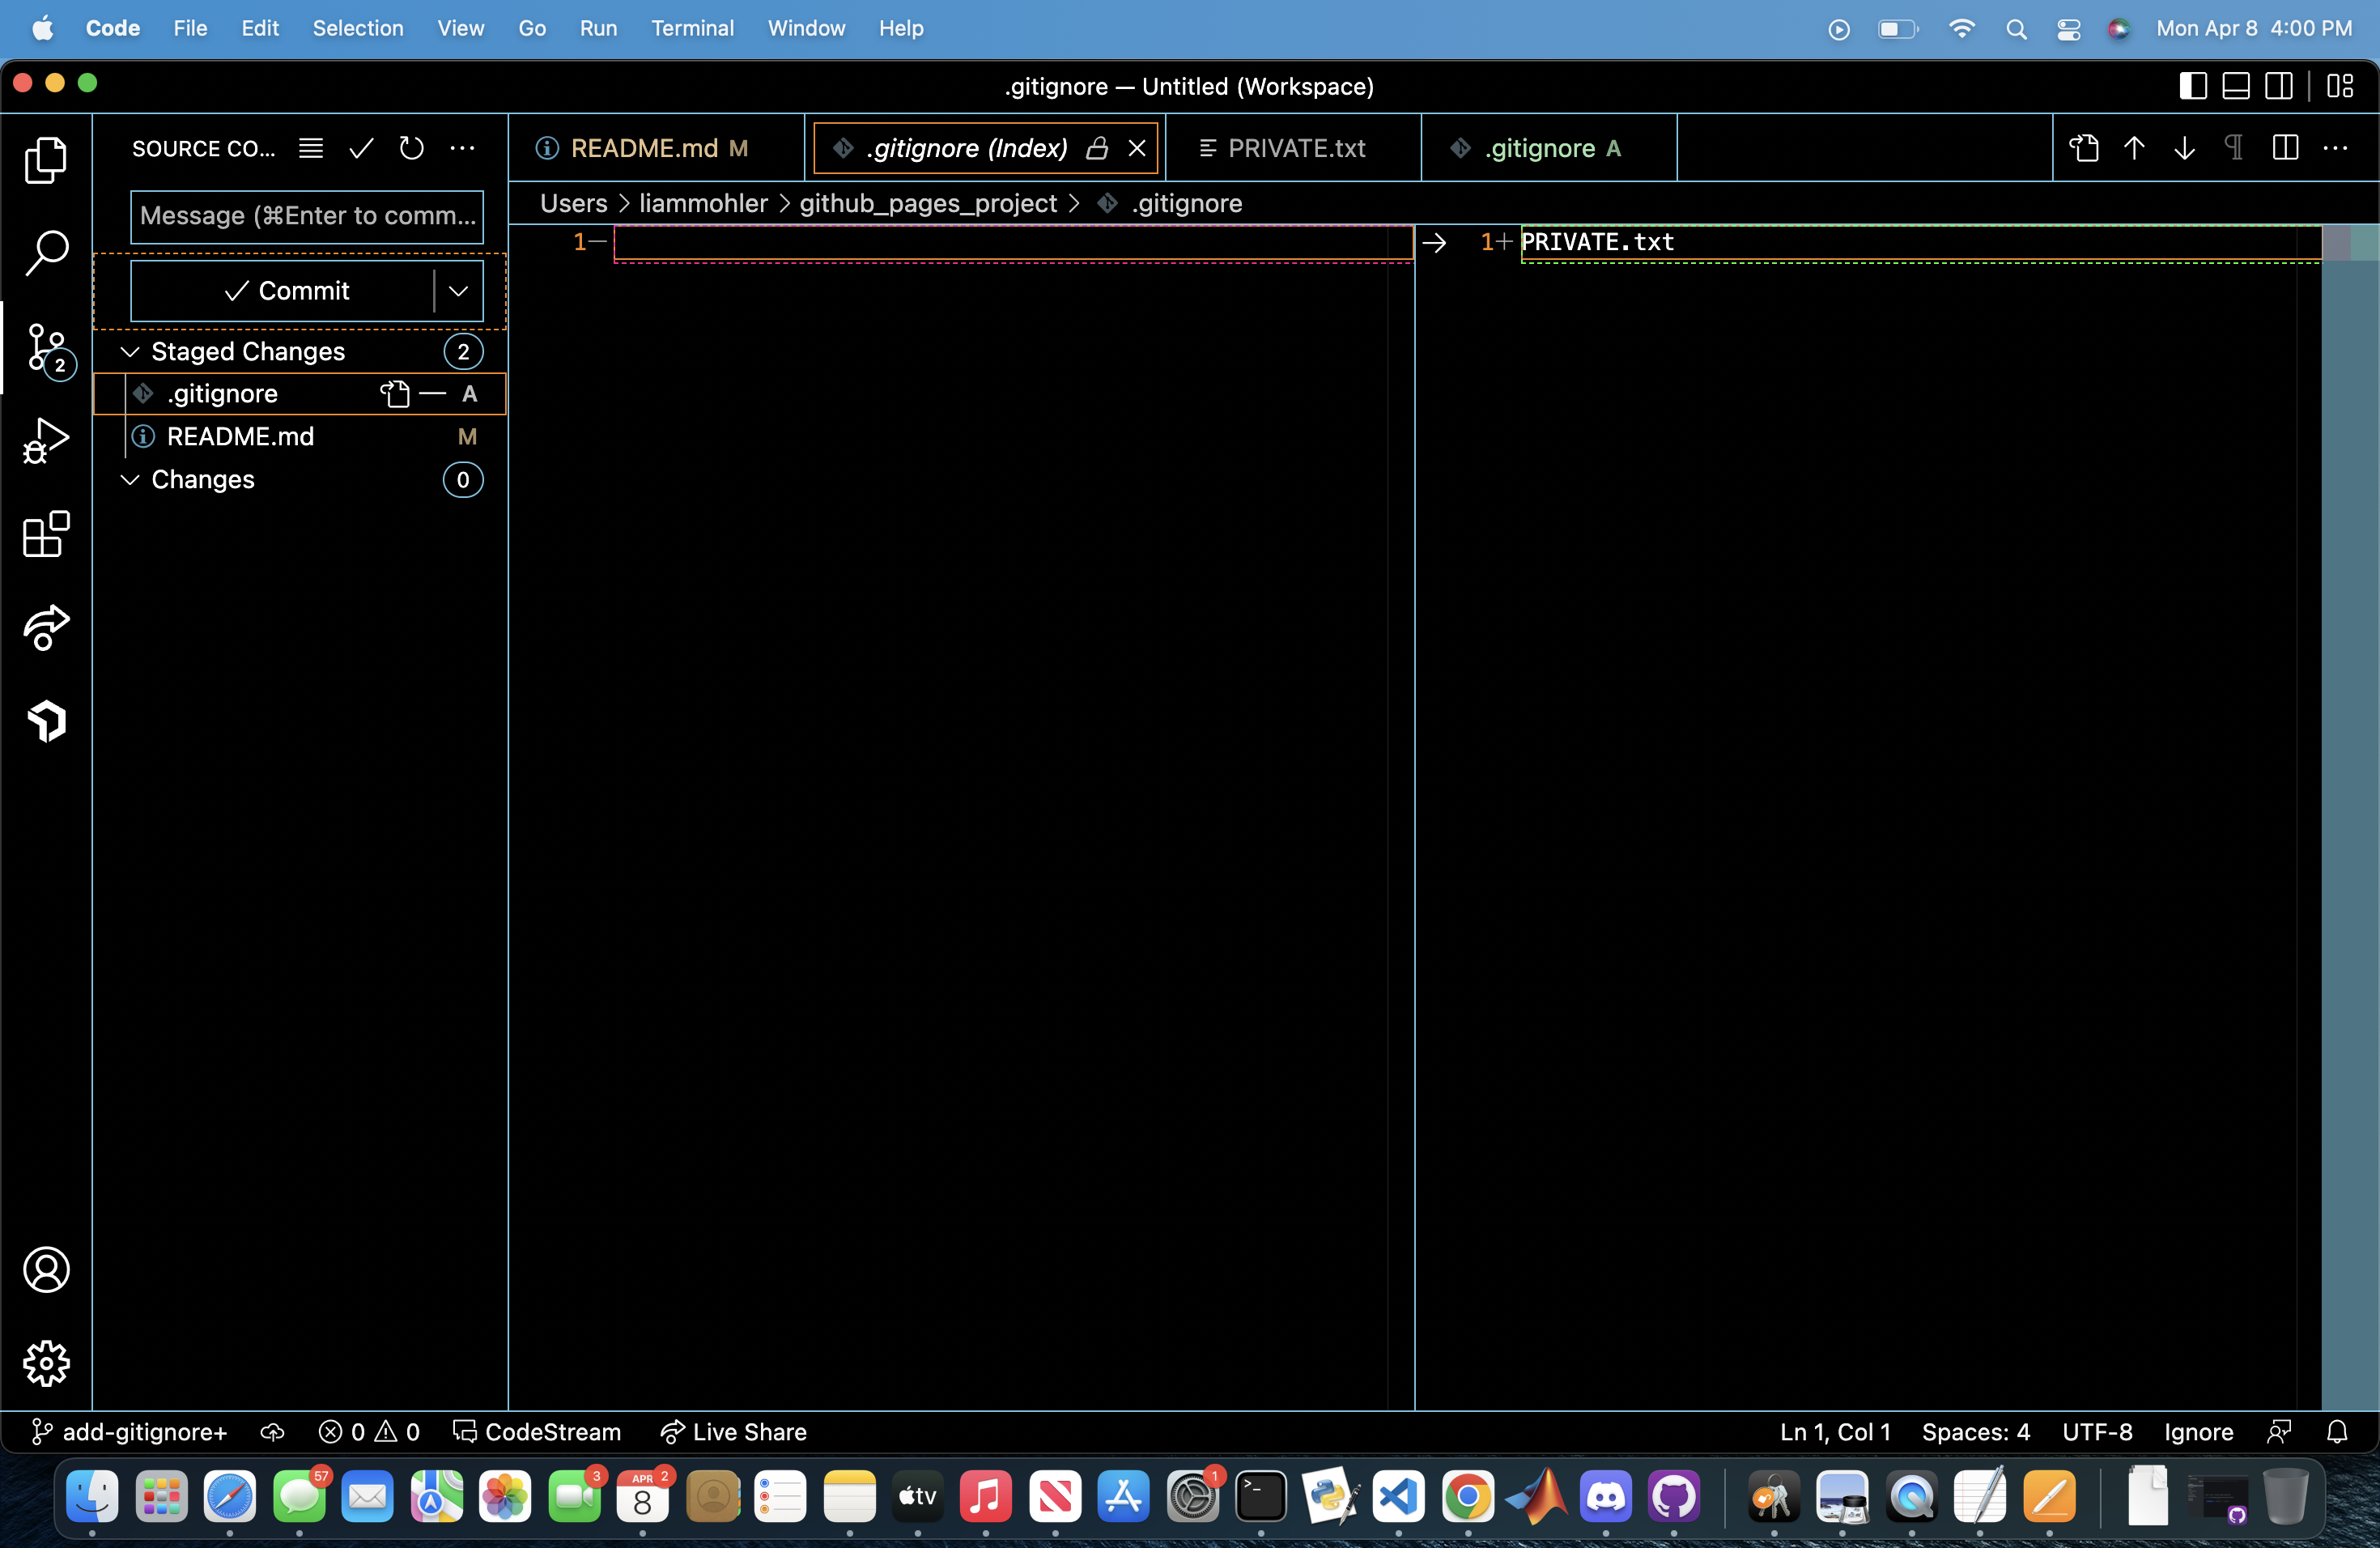 Code File Edit Selection View Go Run Terminal Window Help Mon Apr 8 4:00 PM
.gitignore — Untitled (Workspace)
SOURCE CO...
README.md M
.gitignore (Index)
PRIVATE.txt
.gitignore A
Users > liammohler > github_pages_project > .gitignore
Message (⌘Enter to comm...
Commit
Staged Changes 2
.gitignore A
README.md M
Changes 0
2
1−
1+ PRIVATE.txt
add-gitignore+ 0 0 CodeStream Live Share Ln 1, Col 1 Spaces: 4 UTF-8 Ignore
57 3 APR 2 8 tv 1 >_